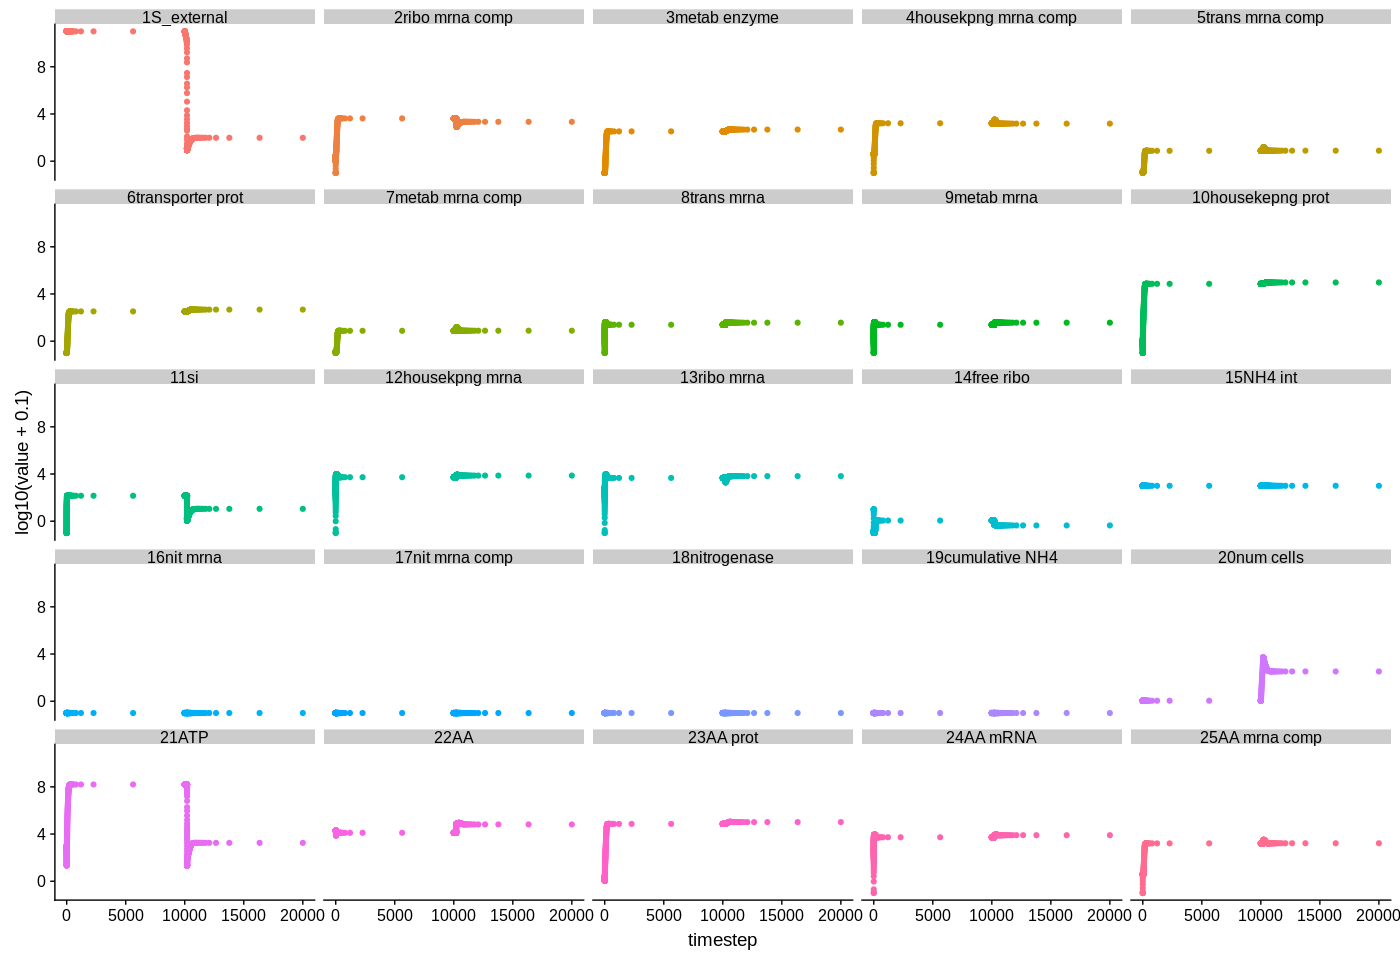 1S_external 2ribo mrna comp 3metab enzyme 4housekpng mrna comp 5trans mrna comp
8
4
0
6transporter prot 7metab mrna comp 8trans mrna 9metab mrna 10housekepng prot
8
4
0
11si 12housekpng mrna 13ribo mrna 14free ribo 15NH4 int
8
4
0
log10(value + 0.1)
16nit mrna 17nit mrna comp 18nitrogenase 19cumulative NH4 20num cells
8
4
0
21ATP 22AA 23AA prot 24AA mRNA 25AA mrna comp
8
4
0
0 5000 10000 15000 20000 0 5000 10000 15000 20000 0 5000 10000 15000 20000 0 5000 10000 15000 20000 0 5000 10000 15000 20000
timestep